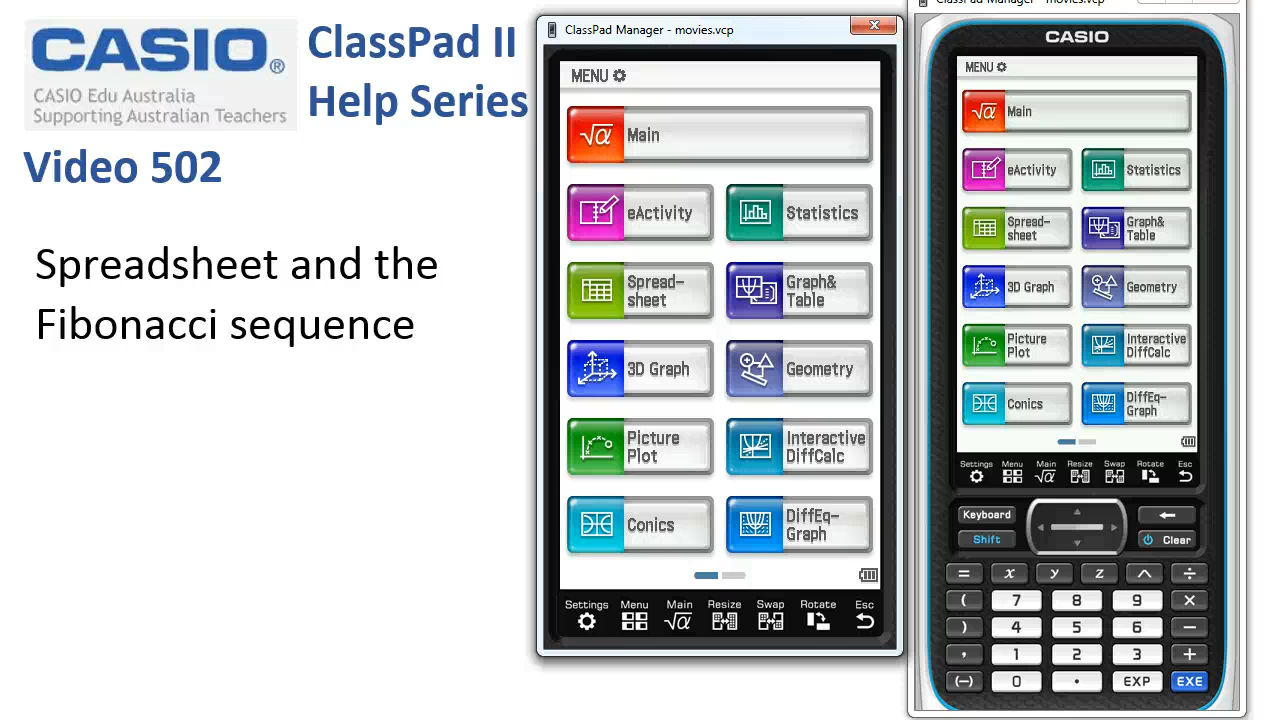 CASIO®
CASIO Edu Australia
Supporting Australian Teachers
ClassPad II
Help Series
Video 502
Spreadsheet and the
Fibonacci sequence
ClassPad Manager - movies.vcp
MENU
√α Main
eActivity
Statistics
Spread-
sheet
Graph&
Table
3D Graph
Geometry
Picture
Plot
Interactive
DiffCalc
Conics
DiffEq-
Graph
Settings Menu Main Resize Swap Rotate Esc
√α
ClassPad Manager - movies.vcp
CASIO
MENU
√α Main
eActivity
Statistics
Spread-
sheet
Graph&
Table
3D Graph
Geometry
Picture
Plot
Interactive
DiffCalc
Conics
DiffEq-
Graph
Settings Menu Main Resize Swap Rotate Esc
√α
Keyboard
Shift
Clear
= x y z ^ ÷
( 7 8 9 ×
) 4 5 6 −
, 1 2 3 +
(−) 0 · EXP EXE